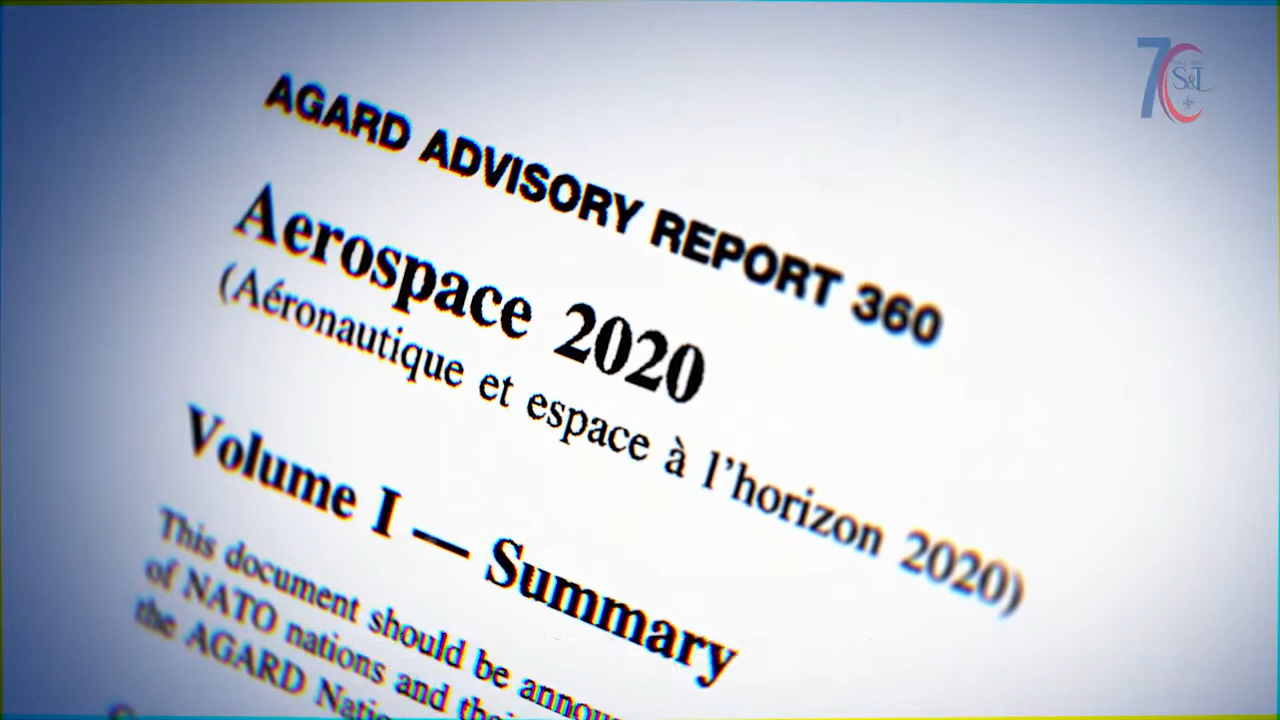 AGARD ADVISORY REPORT 360
Aerospace 2020
(Aéronautique et espace à l'horizon 2020)
Volume I — Summary
This document should be
of NATO nations and
the AGARD
70
S&T